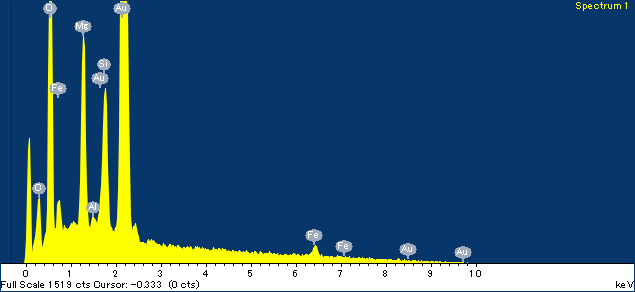 Spectrum 1
O Au
Mg
Si
Au
Fe
Al
Fe
Fe
Au
Au
0 1 2 3 4 5 6 7 8 9 10
Full Scale 1519 cts Cursor: -0.333 (0 cts) keV